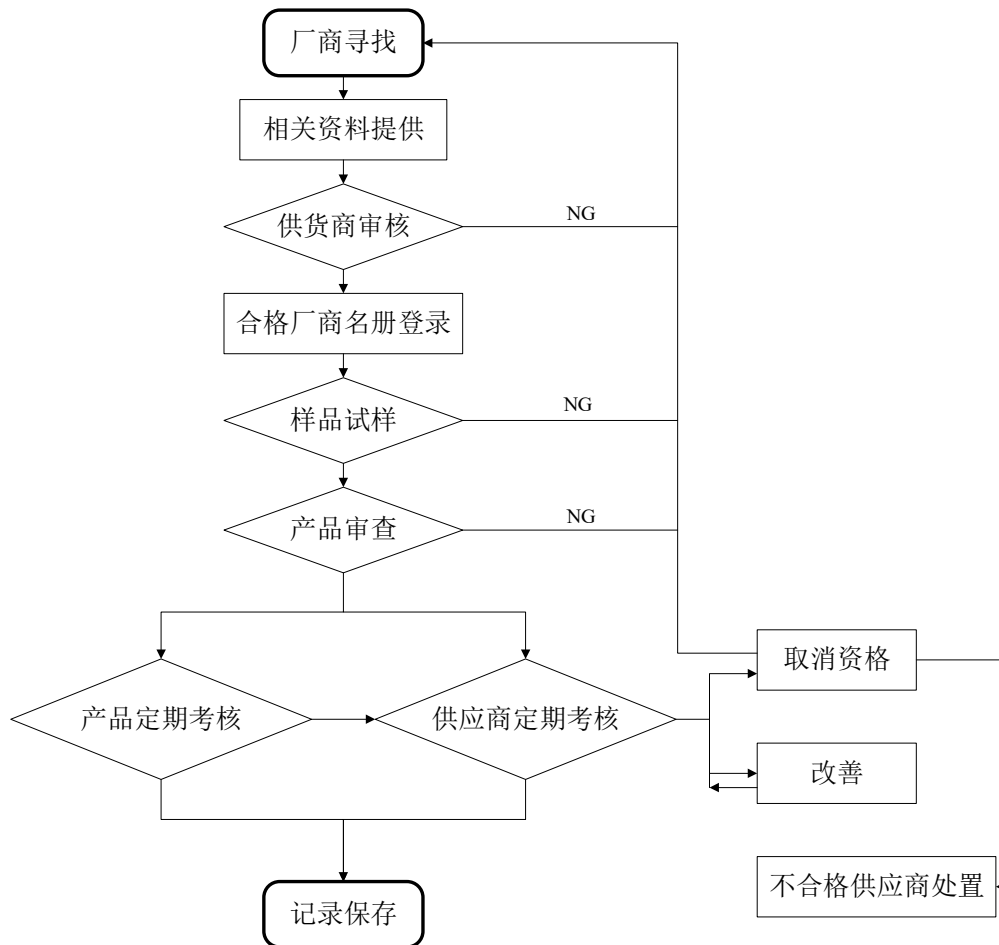 厂商寻找
相关资料提供
供货商审核
NG
合格厂商名册登录
样品试样
NG
产品审查
NG
取消资格
产品定期考核
供应商定期考核
改善
不合格供应商处置
记录保存